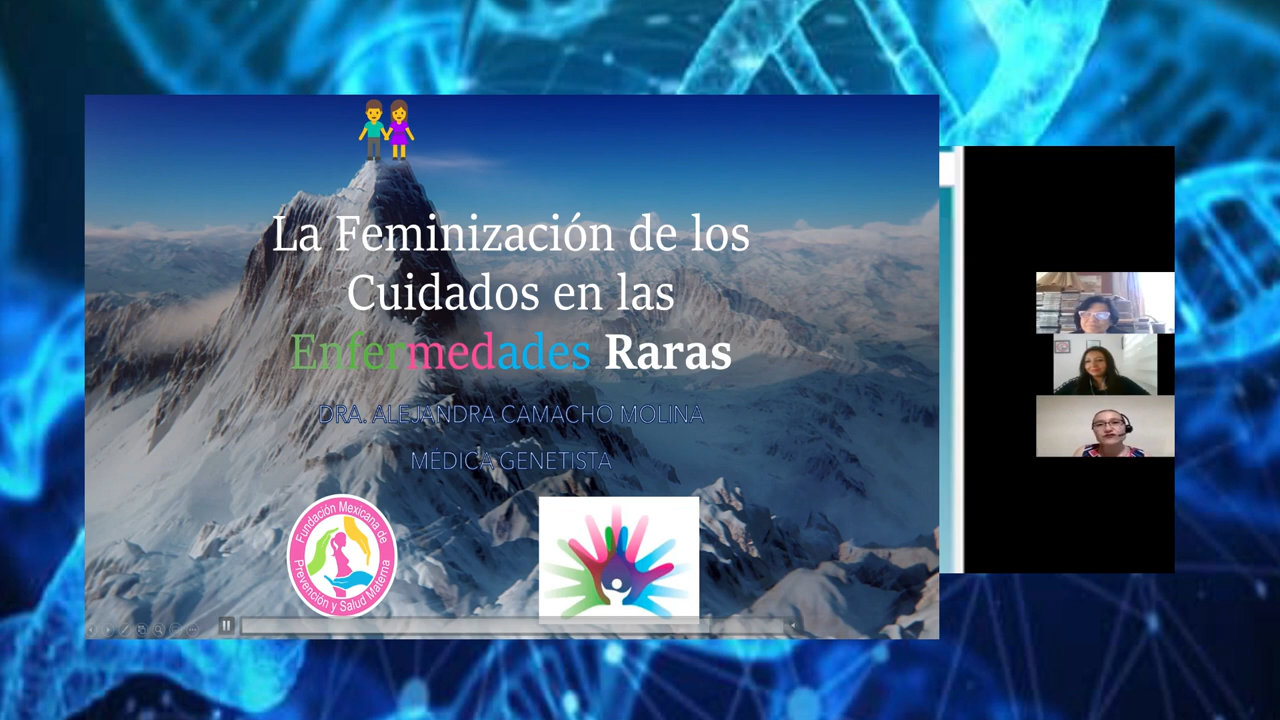 La Feminización de los
Cuidados en las
Enfermedades Raras
DRA. ALEJANDRA CAMACHO MOLINA
MÉDICA GENETISTA
Fundación Mexicana de
Prevención y Salud Materna